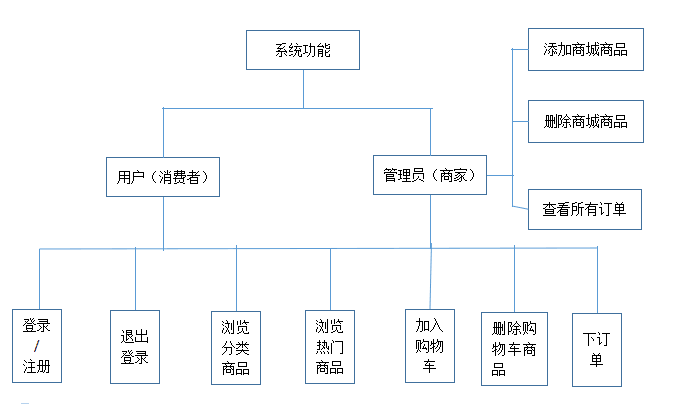 系统功能
添加商城商品
删除商城商品
用户（消费者）
管理员（商家）
查看所有订单
登录
/
注册
退出
登录
浏览
分类
商品
浏览
热门
商品
加入
购物
车
删除购
物车商
品
下订
单